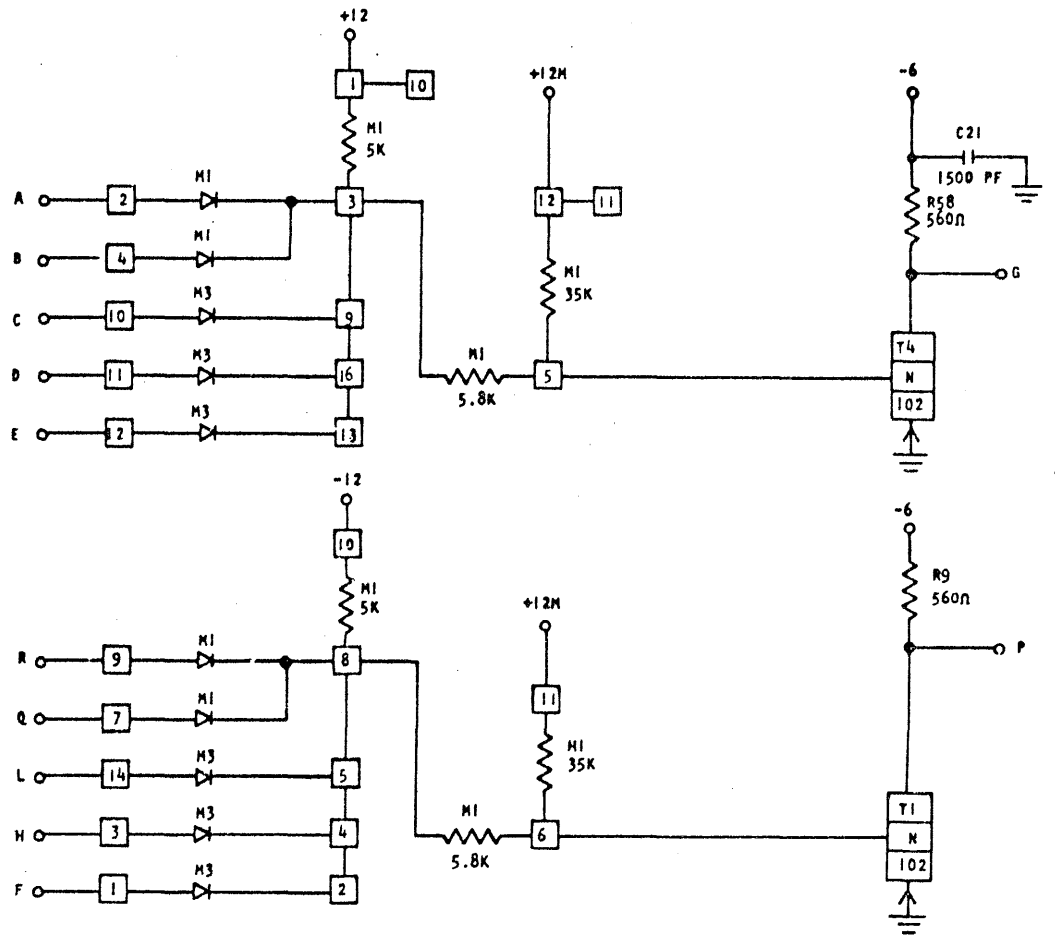 +12
1 10
M1
5K
+12M
-6
C21
1500 PF
A 2 M1 3
12 11
R58
560Ω
B 4 M1
M1
35K
G
C 10 M3 9
T4
D 11 M3 16
M1
5.8K
5
N
102
E 12 M3 13
-12
10
M1
5K
-6
R9
560Ω
+12M
R 9 M1 8
P
Q 7 M1
11
M1
35K
L 14 M3 5
T1
H 3 M3 4
M1
5.8K
6
N
102
F 1 M3 2